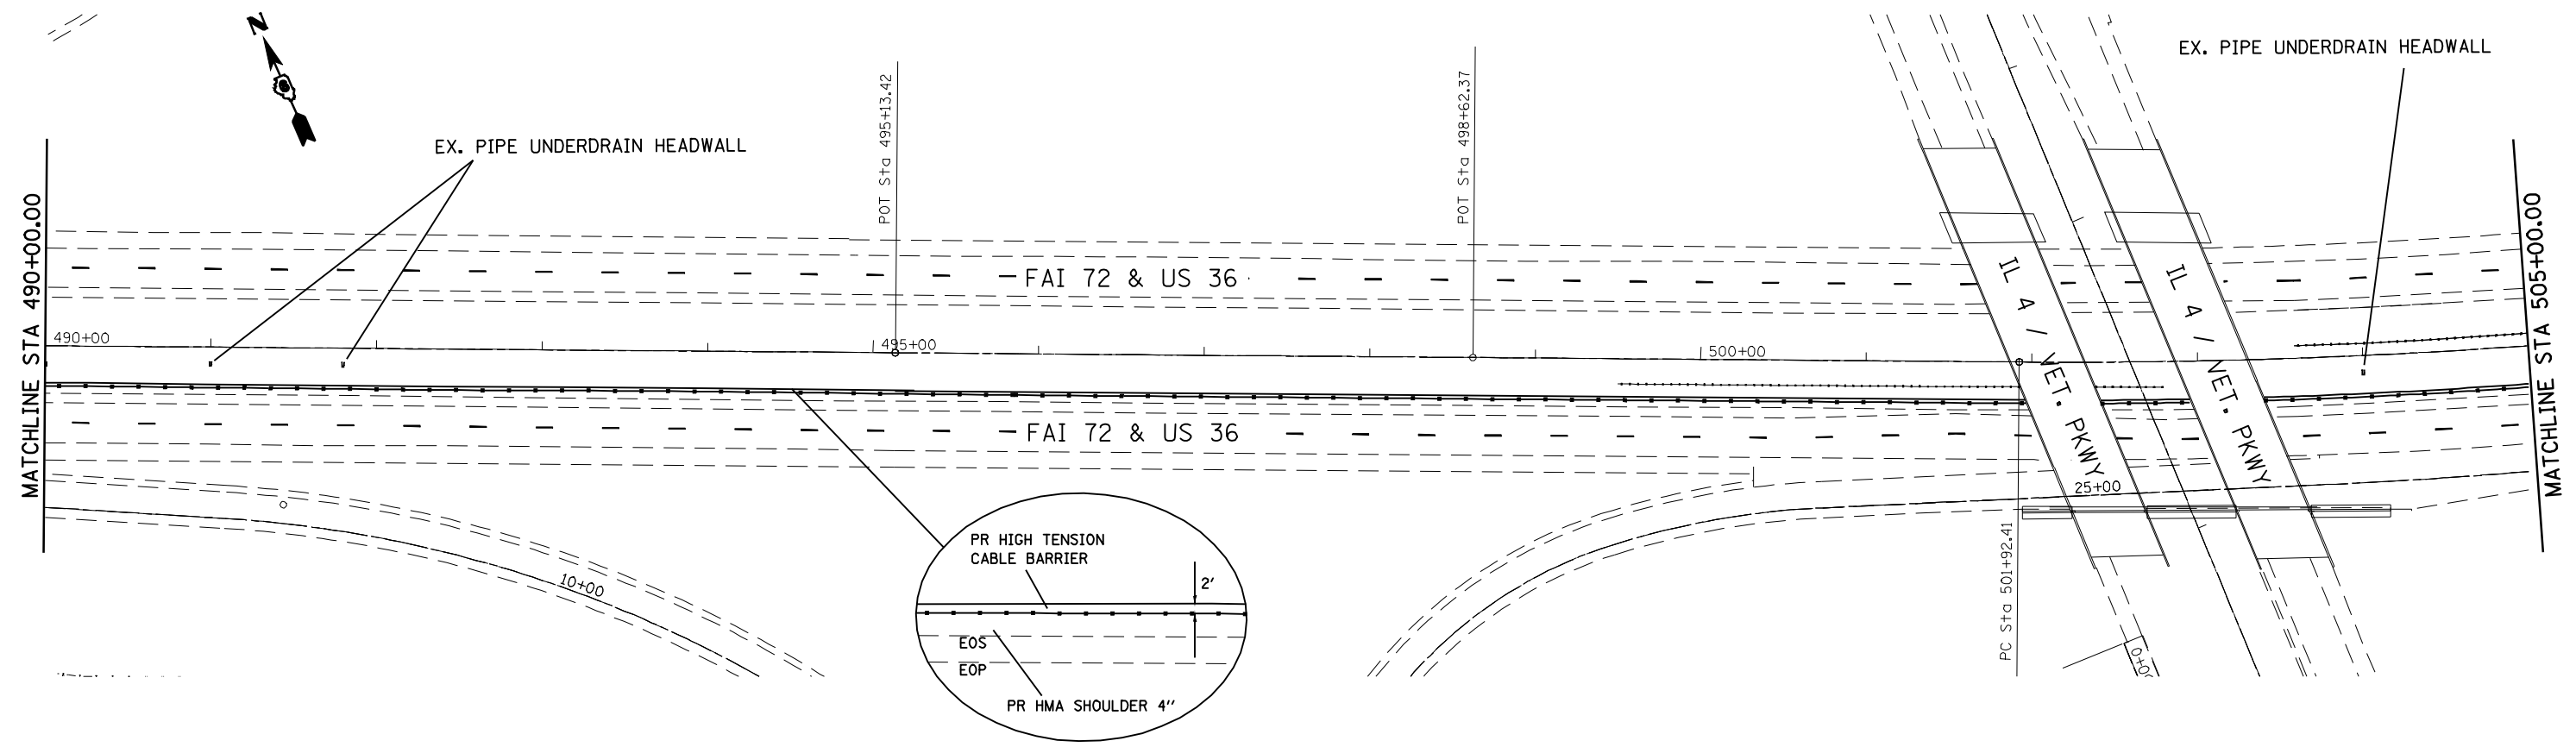 N
EX. PIPE UNDERDRAIN HEADWALL
EX. PIPE UNDERDRAIN HEADWALL
MATCHLINE STA 490+00.00
POT Sta 495+13.42
POT Sta 498+62.37
MATCHLINE STA 505+00.00
FAI 72 & US 36
IL 4 / VET. PKWY
IL 4 / VET. PKWY
490+00
495+00
500+00
FAI 72 & US 36
25+00
10+00
PC Sta 501+92.41
PR HIGH TENSION
CABLE BARRIER
2'
EOS
EOP
PR HMA SHOULDER 4"